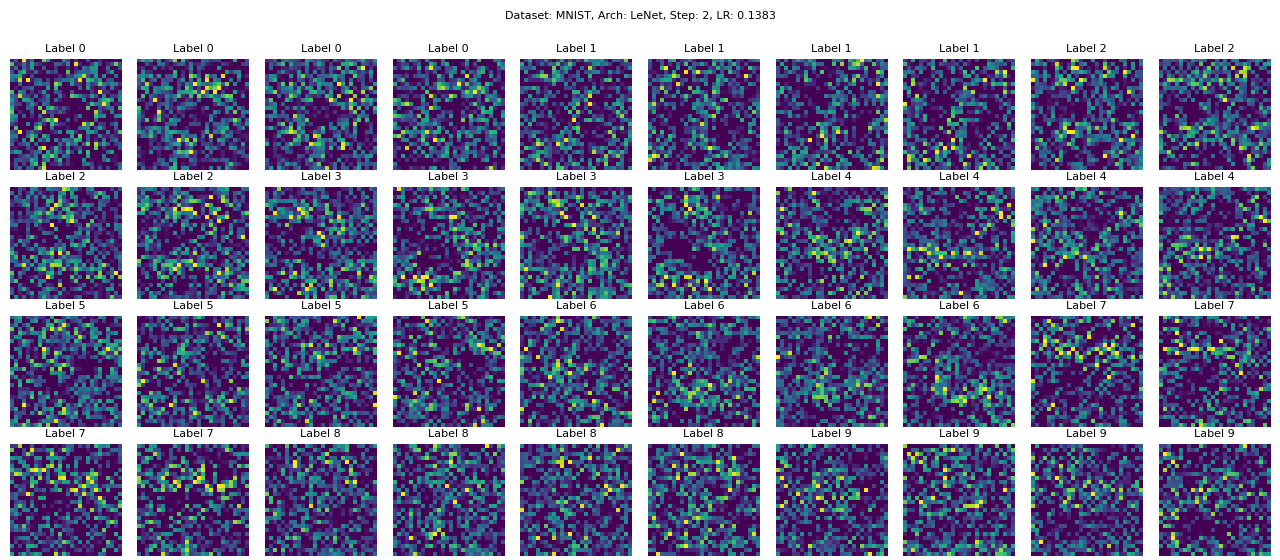 Dataset: MNIST, Arch: LeNet, Step: 2, LR: 0.1383
Label 0 Label 0 Label 0 Label 0 Label 1 Label 1 Label 1 Label 1 Label 2 Label 2
Label 2 Label 2 Label 3 Label 3 Label 3 Label 3 Label 4 Label 4 Label 4 Label 4
Label 5 Label 5 Label 5 Label 5 Label 6 Label 6 Label 6 Label 6 Label 7 Label 7
Label 7 Label 7 Label 8 Label 8 Label 8 Label 8 Label 9 Label 9 Label 9 Label 9